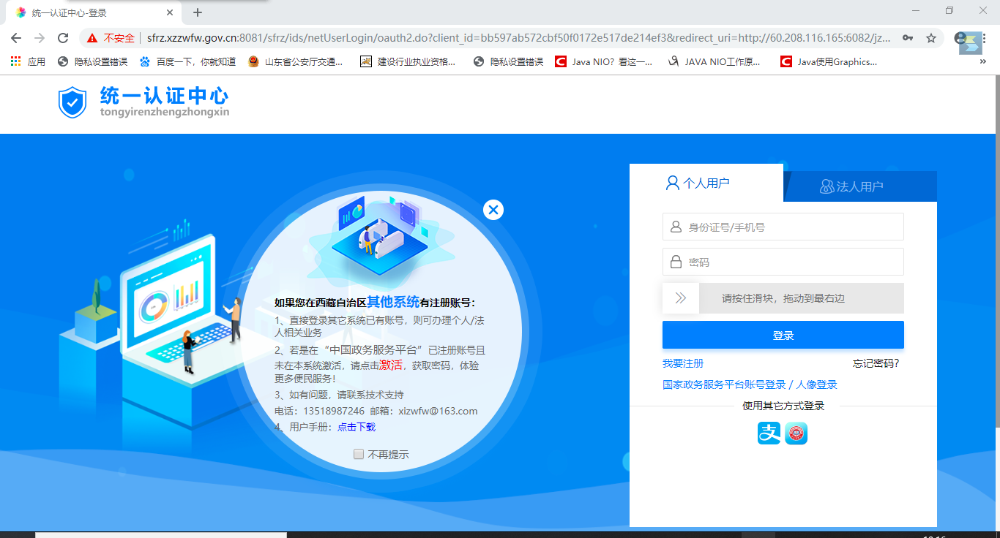 统一认证中心-登录
不安全 | sfrz.xzzwfw.gov.cn:8081/sfrz/ids/netUserLogin/oauth2.do?client_id=bb597ab572cbf50f0172e517de214ef3&redirect_uri=http://60.208.116.165:6082/jz...
应用 隐私设置错误 百度一下，你就知道 山东省公安厅交通... 建设行业执业资格... 隐私设置错误 Java NIO？看这一... JAVA NIO工作原... Java使用Graphics... »
统一认证中心
tongyirenzhengzhongxin
如果您在西藏自治区其他系统有注册账号：
1、直接登录其它系统已有账号，则可办理个人/法
人相关业务
2、若是在“中国政务服务平台”已注册账号且
未在本系统激活，请点击激活，获取密码，体验
更多便民服务！
3、如有问题，请联系技术支持
电话：13518987246 邮箱：xizwfw@163.com
4、用户手册：点击下载
不再提示
个人用户
法人用户
身份证号/手机号
密码
请按住滑块，拖动到最右边
登录
我要注册 忘记密码?
国家政务服务平台账号登录 / 人像登录
使用其它方式登录
支